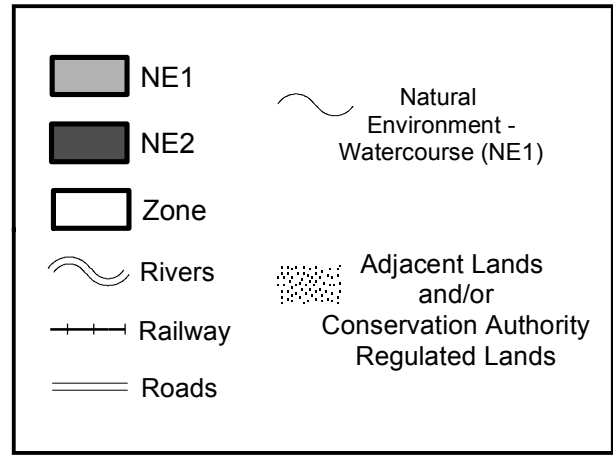 NE1
NE2
Zone
Rivers
Railway
Roads
Natural
Environment -
Watercourse (NE1)
Adjacent Lands
and/or
Conservation Authority
Regulated Lands